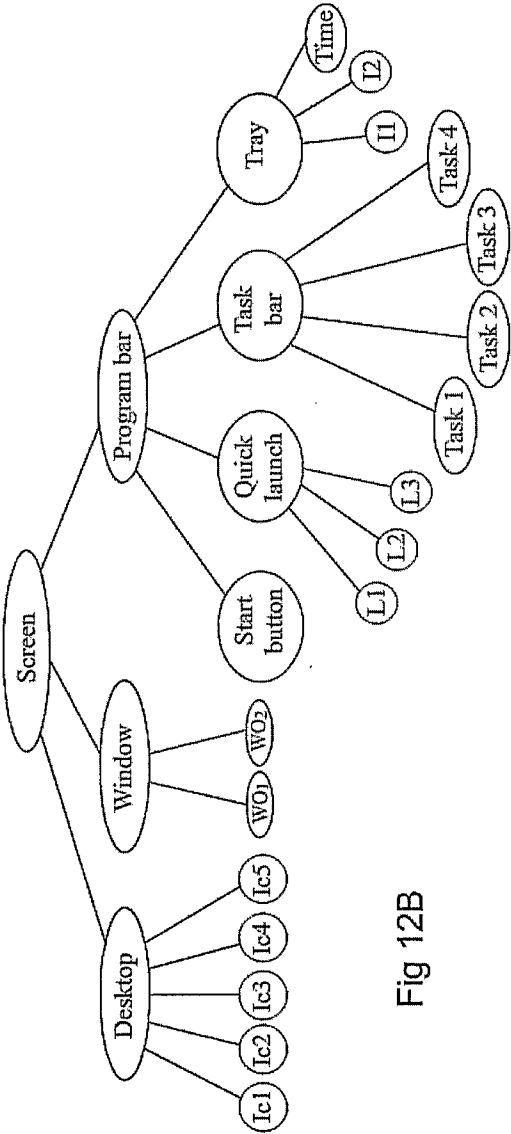 Screen
Desktop
Window
Program bar
Ic1
Ic2
Ic3
Ic4
Ic5
WO1
WO2
Start
button
Quick
launch
Task
bar
Tray
L1
L2
L3
Task 1
Task 2
Task 3
Task 4
I1
I2
Time
Fig 12B